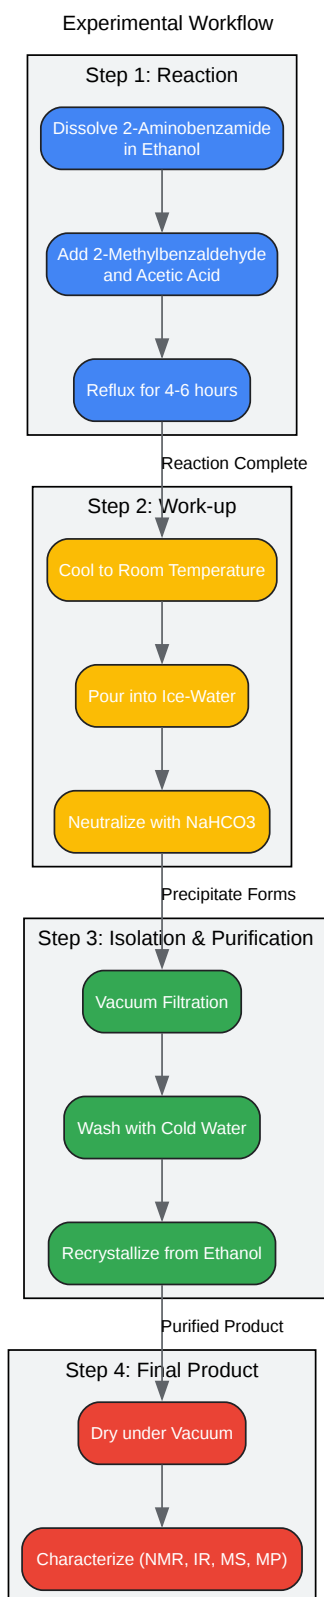 Experimental Workflow
Step 1: Reaction
Dissolve 2-Aminobenzamide
in Ethanol
Add 2-Methylbenzaldehyde
and Acetic Acid
Reflux for 4-6 hours
Reaction Complete
Step 2: Work-up
Cool to Room Temperature
Pour into Ice-Water
Neutralize with NaHCO3
Precipitate Forms
Step 3: Isolation & Purification
Vacuum Filtration
Wash with Cold Water
Recrystallize from Ethanol
Purified Product
Step 4: Final Product
Dry under Vacuum
Characterize (NMR, IR, MS, MP)